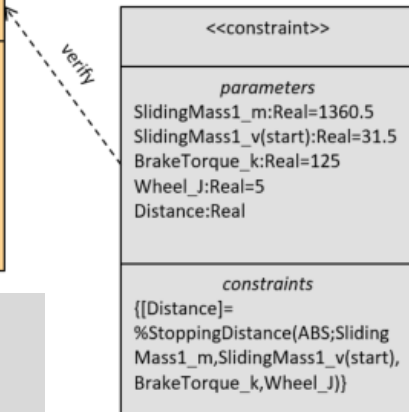 verify
<<constraint>>
parameters
SlidingMass1_m:Real=1360.5
SlidingMass1_v(start):Real=31.5
BrakeTorque_k:Real=125
Wheel_J:Real=5
Distance:Real
constraints
{[Distance]=
%StoppingDistance(ABS;Sliding
Mass1_m,SlidingMass1_v(start),
BrakeTorque_k,Wheel_J)}